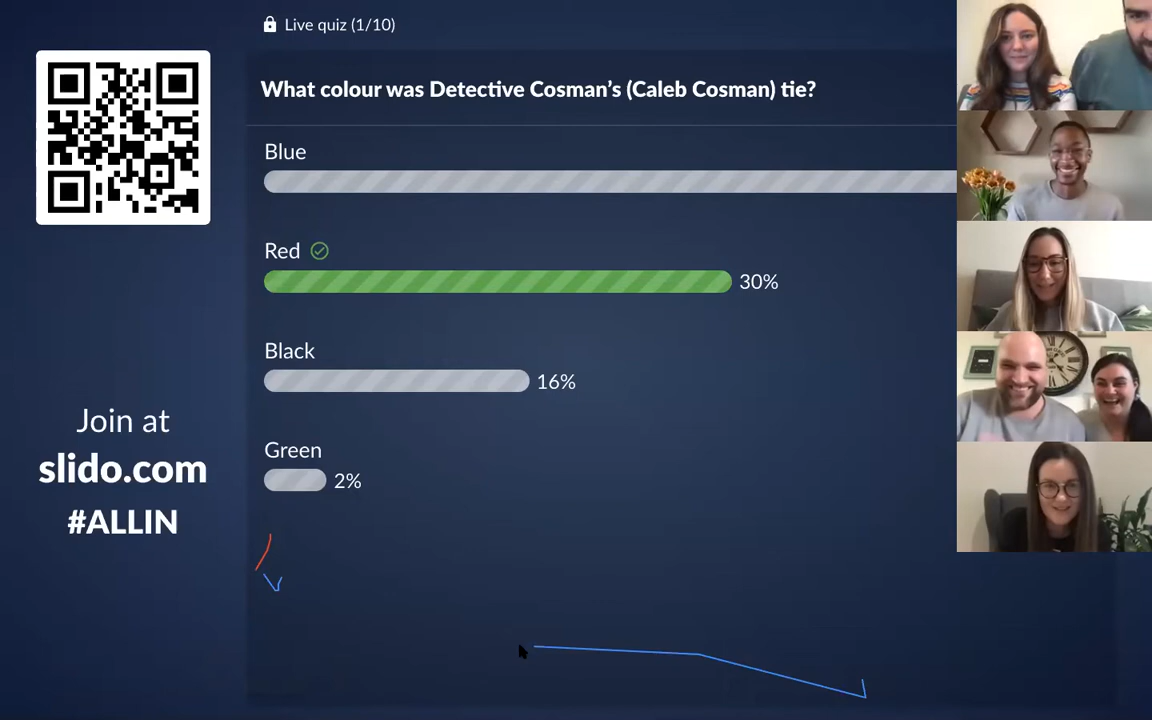 Live quiz (1/10)
What colour was Detective Cosman's (Caleb Cosman) tie?
Blue
Red
30%
Black
16%
Green
2%
Join at
slido.com
#ALLIN